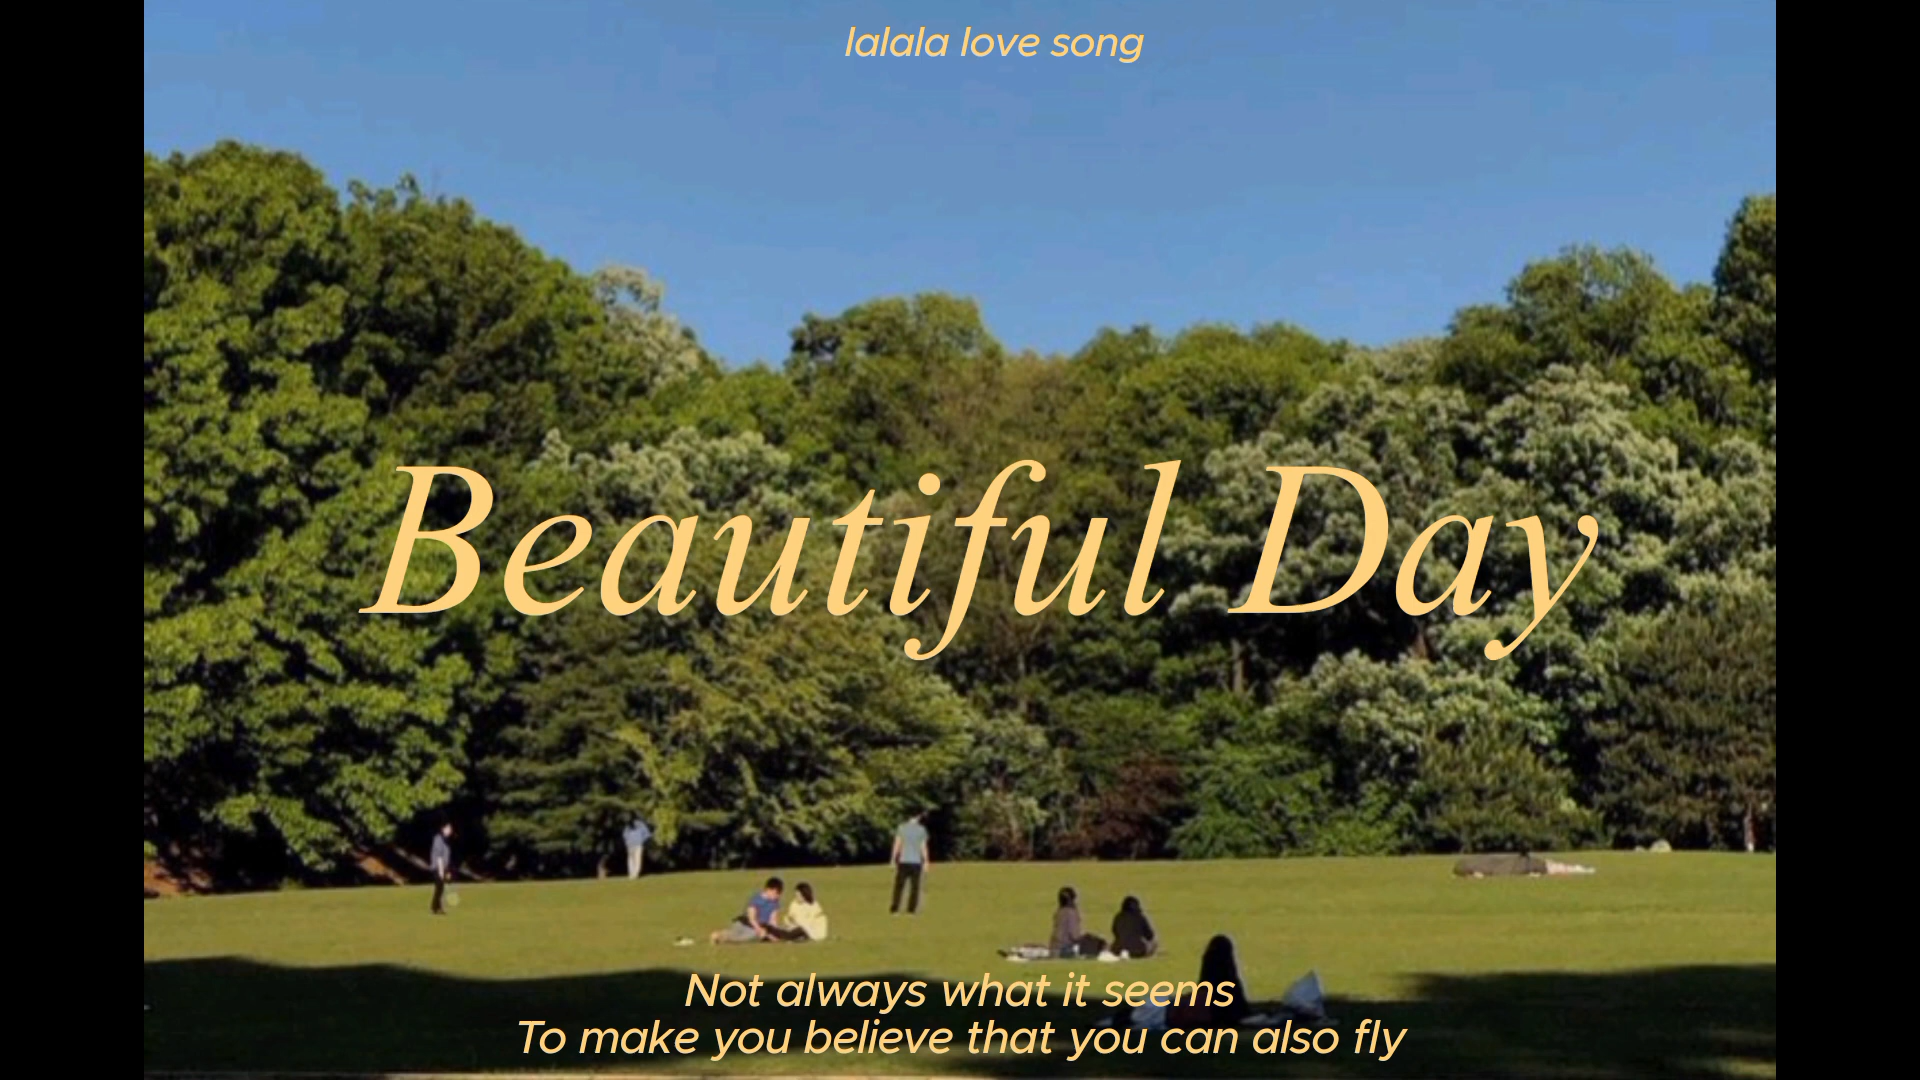 lalala love song
Beautiful Day
Not always what it seems
To make you believe that you can also fly